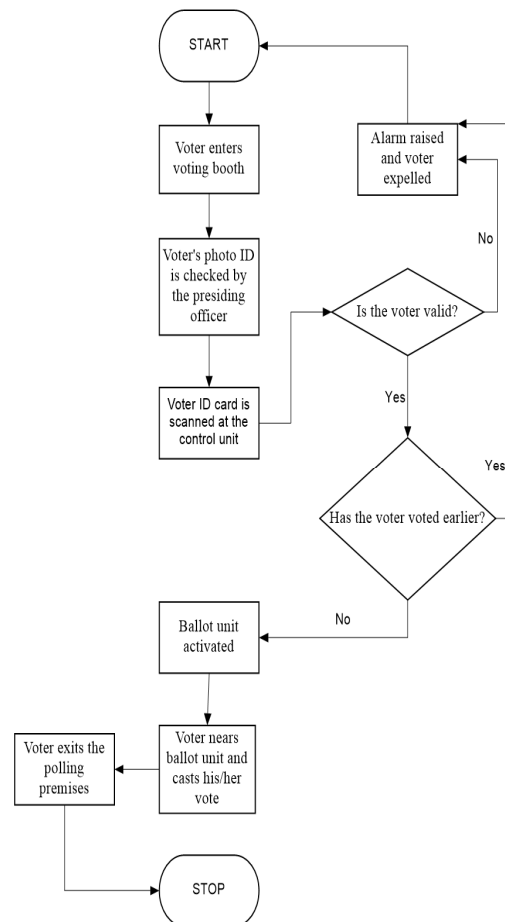 START
Voter enters
voting booth
Voter's photo ID
is checked by
the presiding
officer
Voter ID card is
scanned at the
control unit
Alarm raised
and voter
expelled
No
Is the voter valid?
Yes
Yes
Has the voter voted earlier?
No
Ballot unit
activated
Voter nears
ballot unit and
casts his/her
vote
Voter exits the
polling
premises
STOP